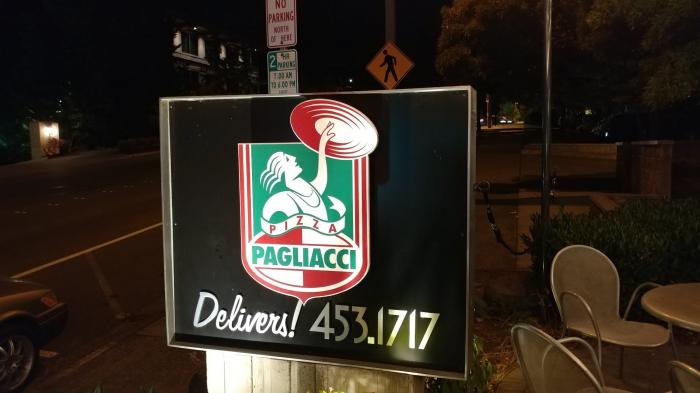 NO
PARKING
NORTH
OF
HERE
2 HR
PARKING
7:00 AM
TO 6:00 PM
PIZZA
PAGLIACCI
Delivers! 453.1717